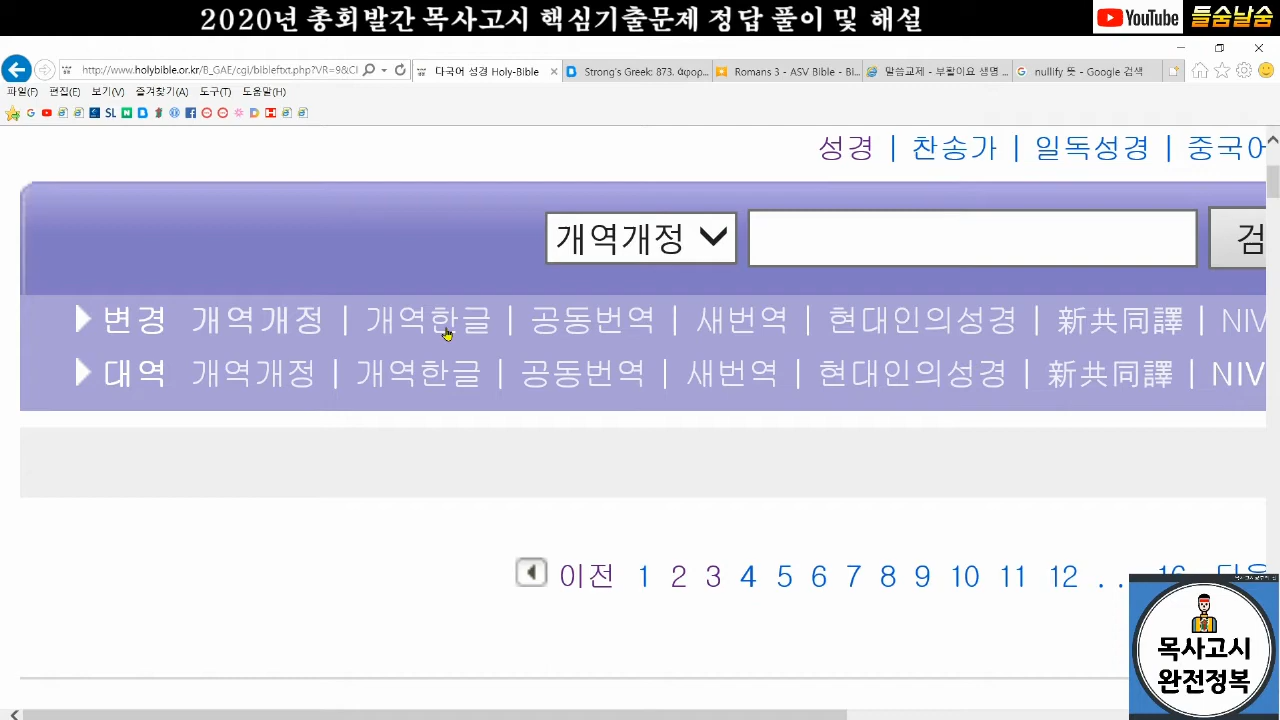 2020년 총회발간 목사고시 핵심기출문제 정답 풀이 및 해설
YouTube 들숨날숨
http://www.holybible.or.kr/B_GAE/cgi/bibleftxt.php?VR=9&CI
다국어 성경 Holy-Bible
Strong's Greek: 873. ἀφορ...
Romans 3 - ASV Bible - Bl...
말씀교제 - 부활이요 생명 ...
nullify 뜻 - Google 검색
파일(F) 편집(E) 보기(V) 즐겨찾기(A) 도구(T) 도움말(H)
성경 | 찬송가 | 일독성경 | 중국어
개역개정 검
변경 개역개정 | 개역한글 | 공동번역 | 새번역 | 현대인의성경 | 新共同譯 | NIV
대역 개역개정 | 개역한글 | 공동번역 | 새번역 | 현대인의성경 | 新共同譯 | NIV
이전 1 2 3 4 5 6 7 8 9 10 11 12 . . 16 다음
목사고시
완전정복